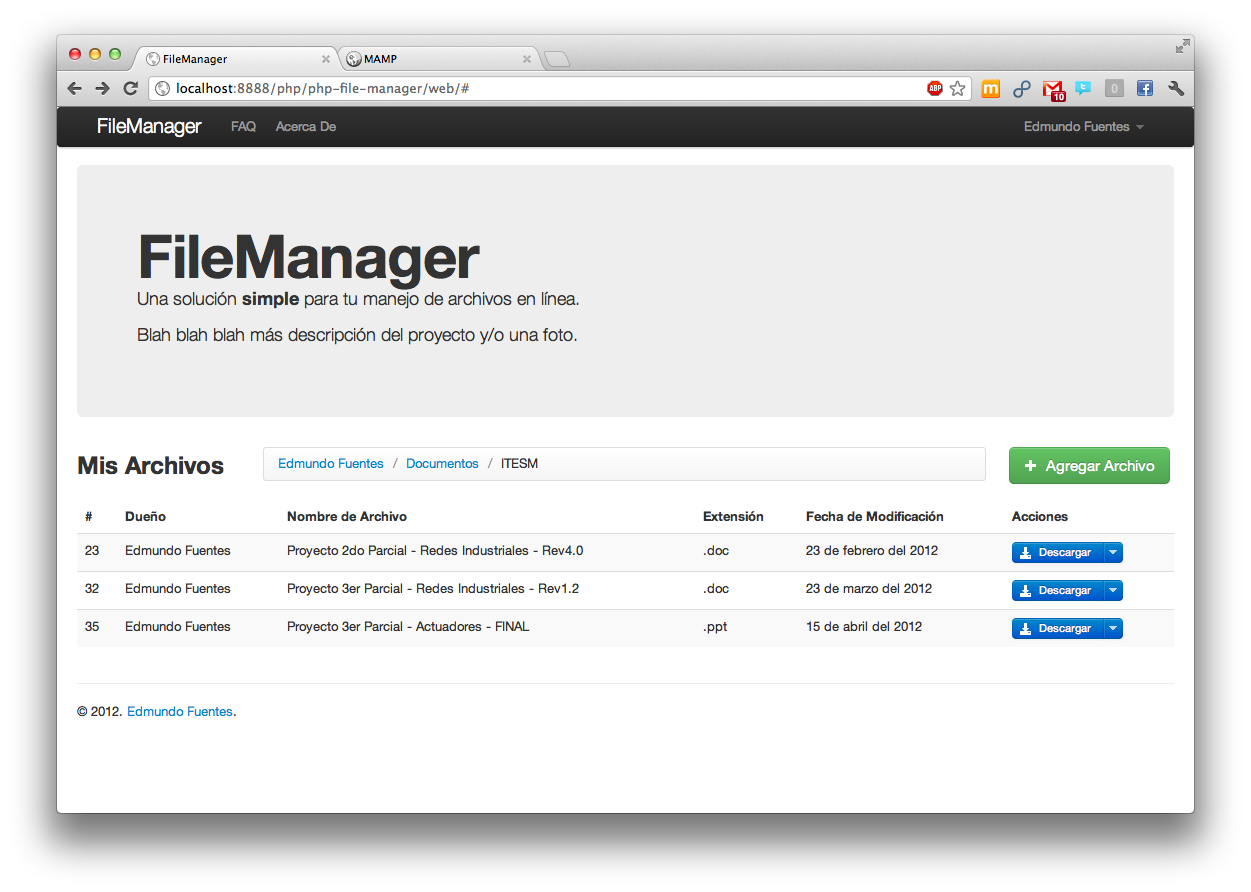 FileManager MAMP
localhost:8888/php/php-file-manager/web/# ABP m 10 t 0 f
FileManager FAQ Acerca De Edmundo Fuentes
FileManager
Una solución simple para tu manejo de archivos en línea.
Blah blah blah más descripción del proyecto y/o una foto.
Mis Archivos Edmundo Fuentes / Documentos / ITESM + Agregar Archivo
# Dueño Nombre de Archivo Extensión Fecha de Modificación Acciones
23 Edmundo Fuentes Proyecto 2do Parcial - Redes Industriales - Rev4.0 .doc 23 de febrero del 2012 Descargar
32 Edmundo Fuentes Proyecto 3er Parcial - Redes Industriales - Rev1.2 .doc 23 de marzo del 2012 Descargar
35 Edmundo Fuentes Proyecto 3er Parcial - Actuadores - FINAL .ppt 15 de abril del 2012 Descargar
© 2012. Edmundo Fuentes.